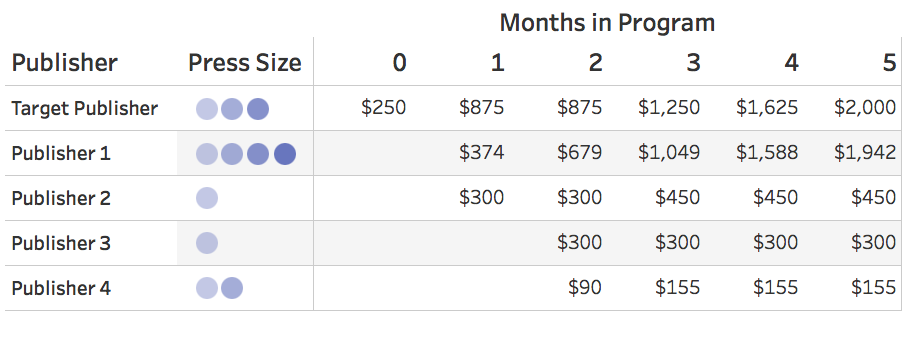 Months in Program
Publisher Press Size 0 1 2 3 4 5
Target Publisher $250 $875 $875 $1,250 $1,625 $2,000
Publisher 1 $374 $679 $1,049 $1,588 $1,942
Publisher 2 $300 $300 $450 $450 $450
Publisher 3 $300 $300 $300 $300
Publisher 4 $90 $155 $155 $155